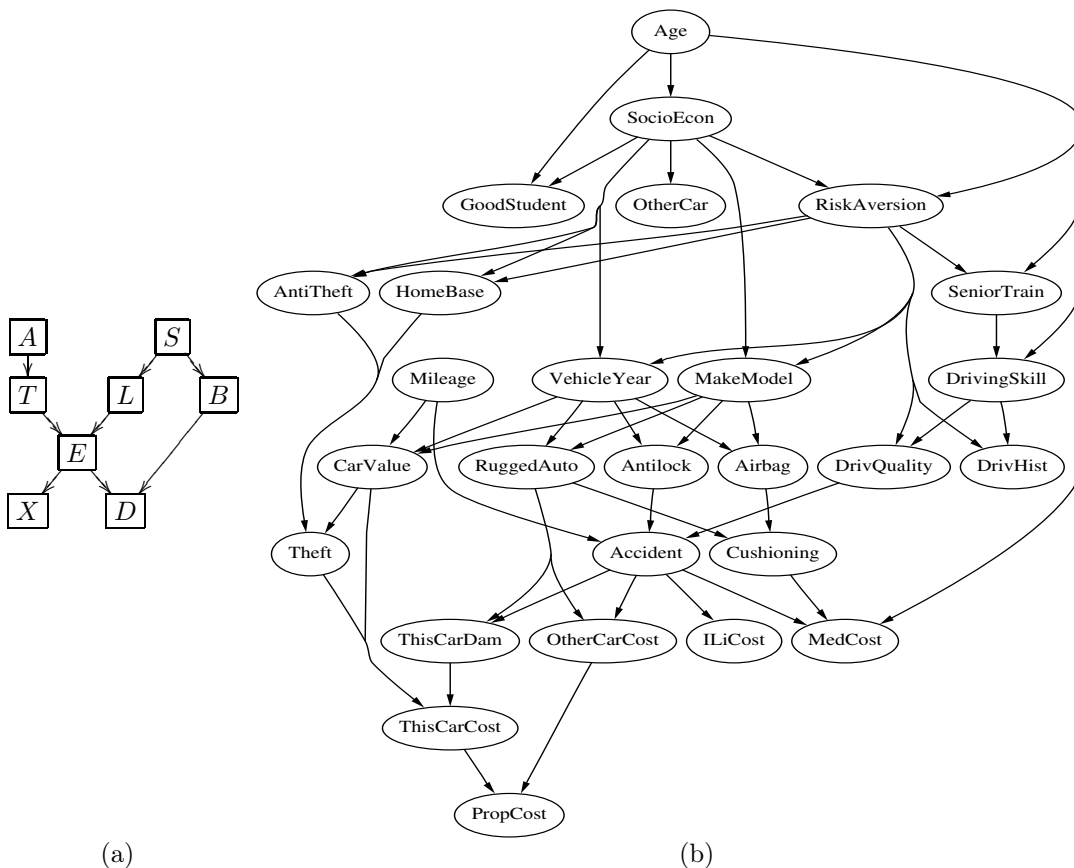 Age
SocioEcon
GoodStudent OtherCar RiskAversion
AntiTheft HomeBase SeniorTrain
A S
Mileage VehicleYear MakeModel DrivingSkill
T L B
E CarValue RuggedAuto Antilock Airbag DrivQuality DrivHist
X D
Theft Accident Cushioning
ThisCarDam OtherCarCost ILiCost MedCost
ThisCarCost
PropCost
(a) (b)